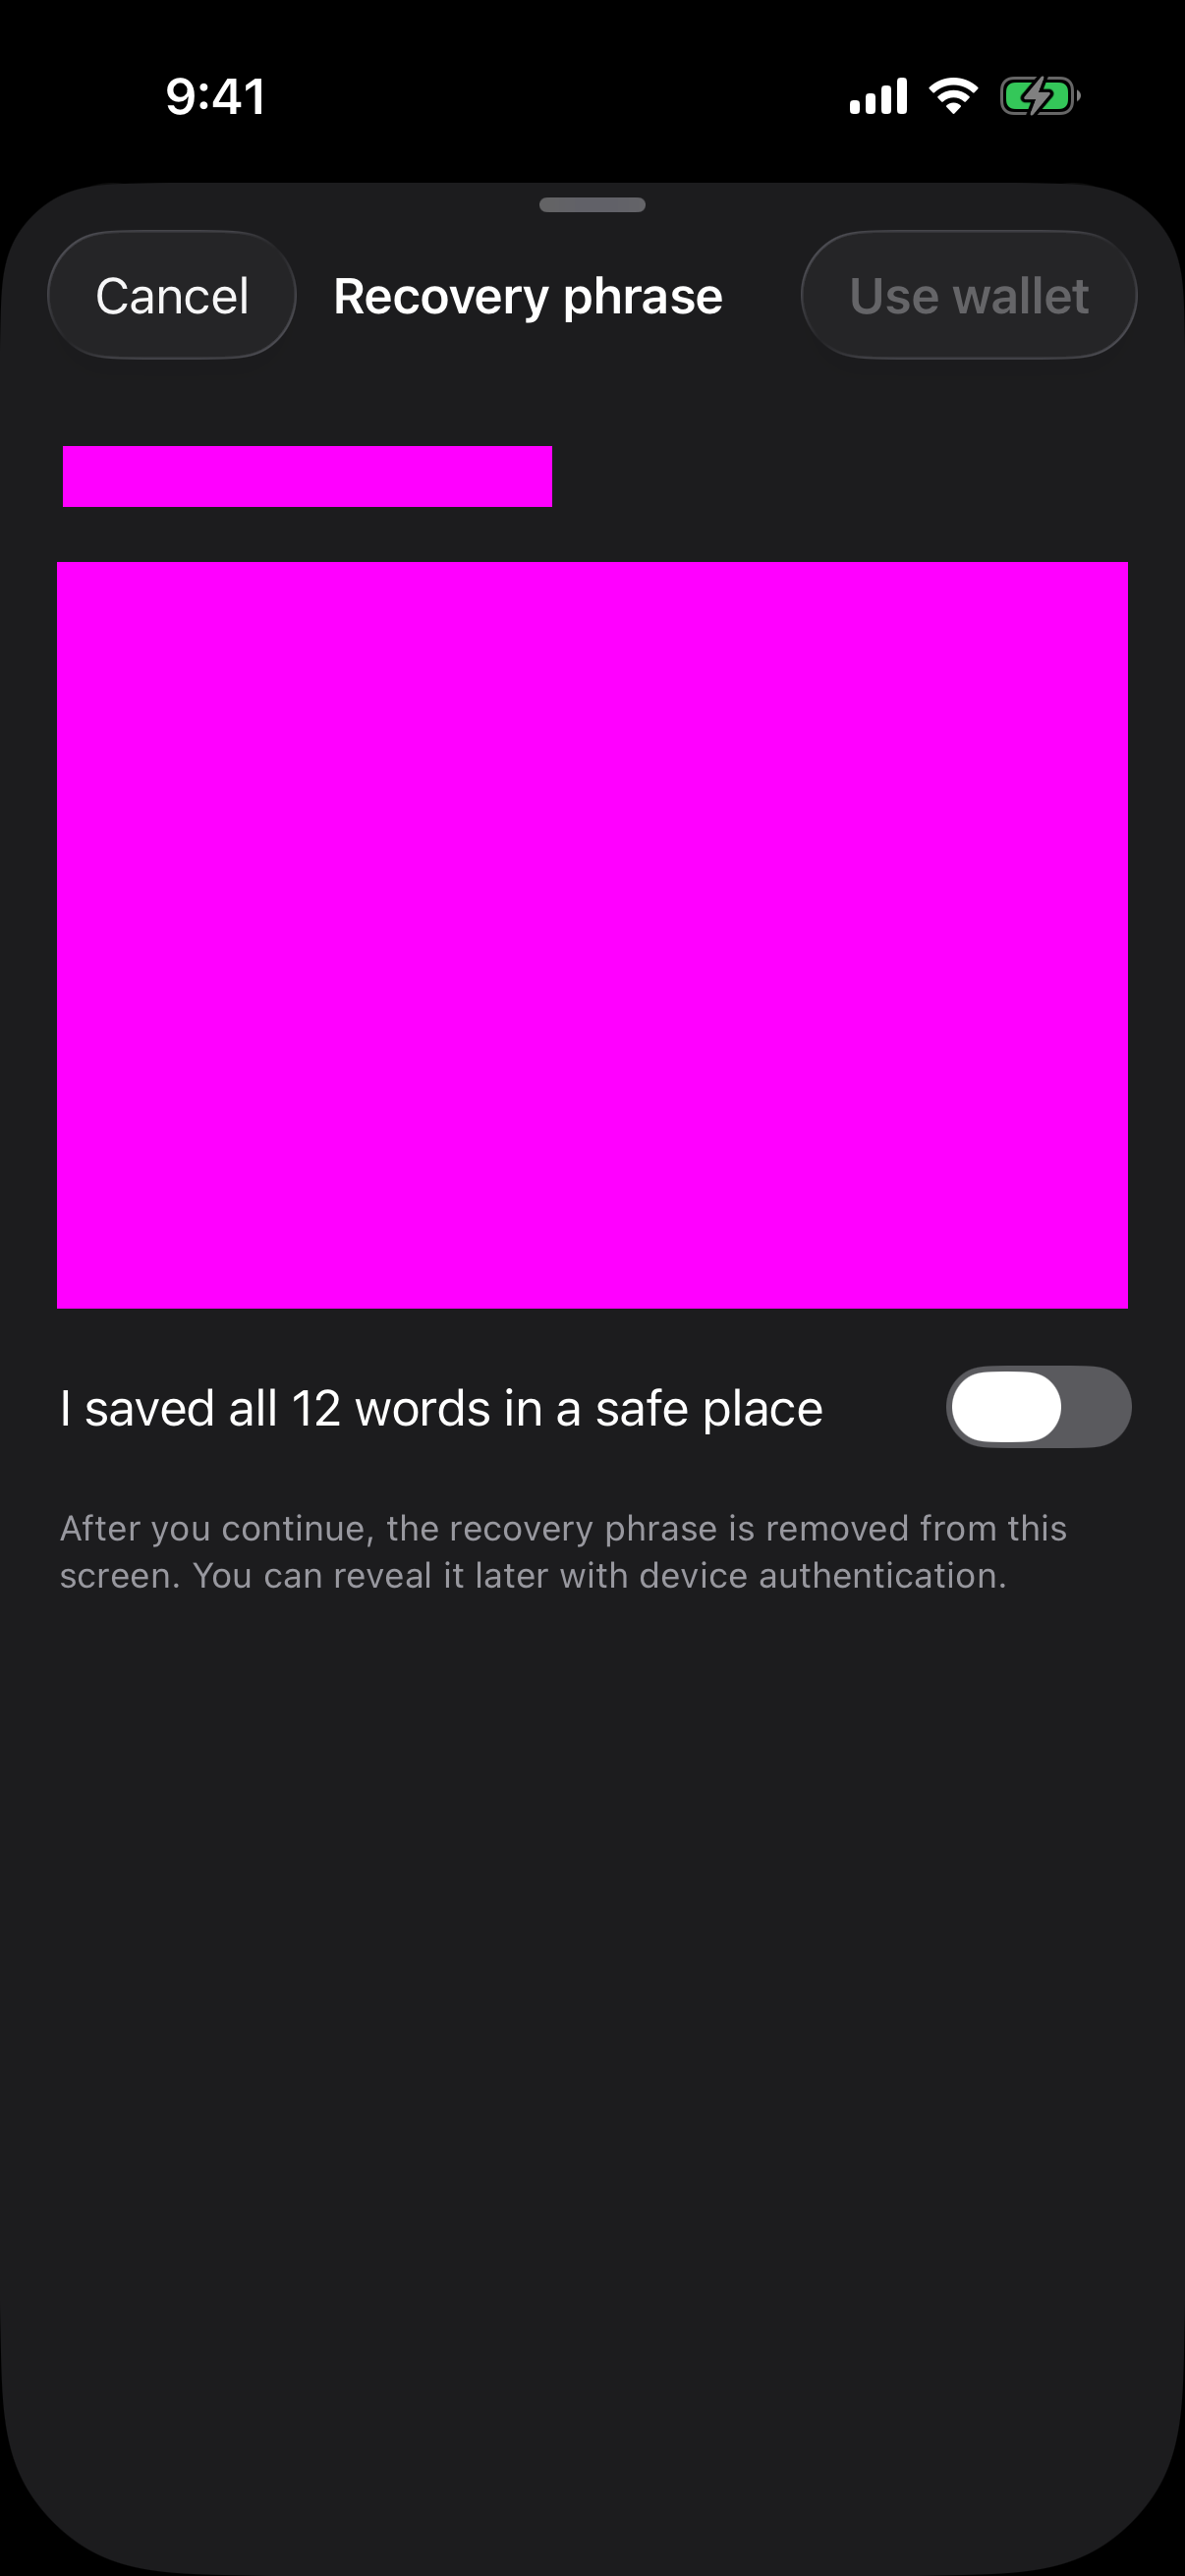 9:41
Cancel
Recovery phrase
Use wallet
I saved all 12 words in a safe place
After you continue, the recovery phrase is removed from this
screen. You can reveal it later with device authentication.